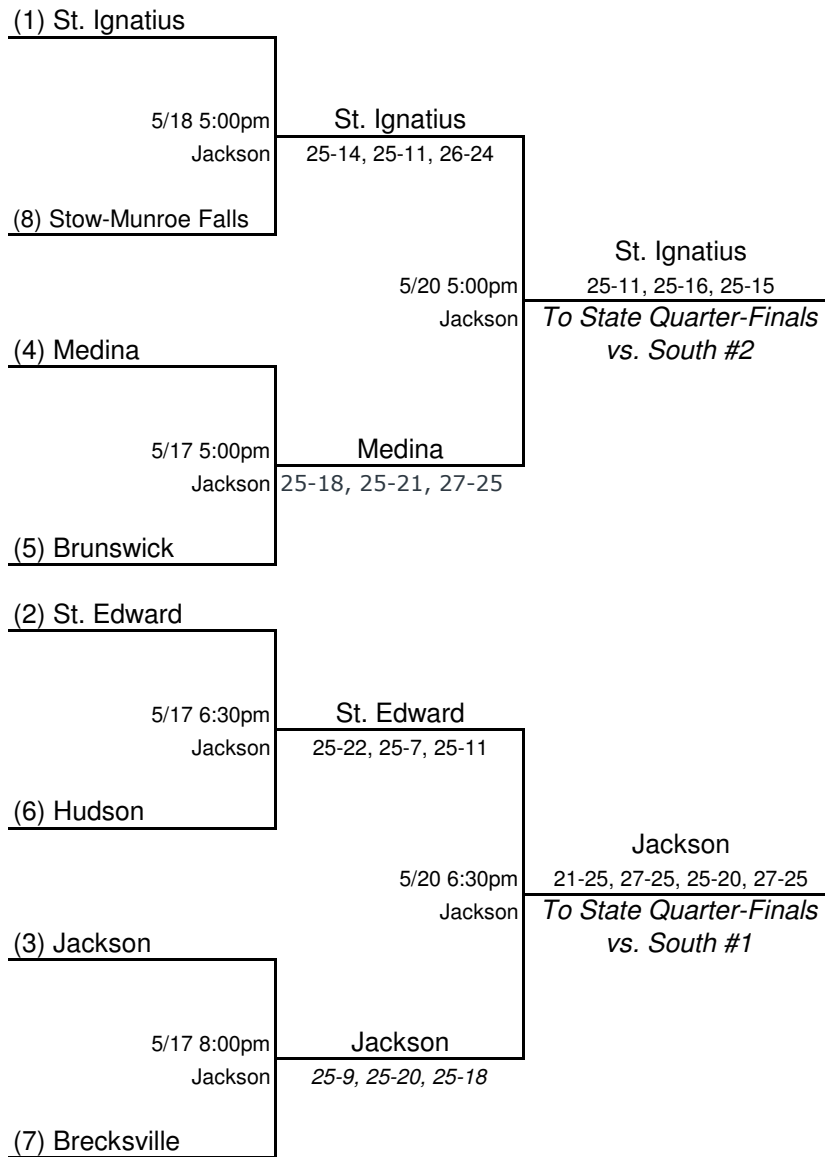 (1) St. Ignatius
5/18 5:00pm
St. Ignatius
Jackson
25-14, 25-11, 26-24
(8) Stow-Munroe Falls
St. Ignatius
5/20 5:00pm
25-11, 25-16, 25-15
Jackson
To State Quarter-Finals
(4) Medina
vs. South #2
5/17 5:00pm
Medina
Jackson
25-18, 25-21, 27-25
(5) Brunswick
(2) St. Edward
5/17 6:30pm
St. Edward
Jackson
25-22, 25-7, 25-11
(6) Hudson
Jackson
5/20 6:30pm
21-25, 27-25, 25-20, 27-25
Jackson
To State Quarter-Finals
(3) Jackson
vs. South #1
5/17 8:00pm
Jackson
Jackson
25-9, 25-20, 25-18
(7) Brecksville